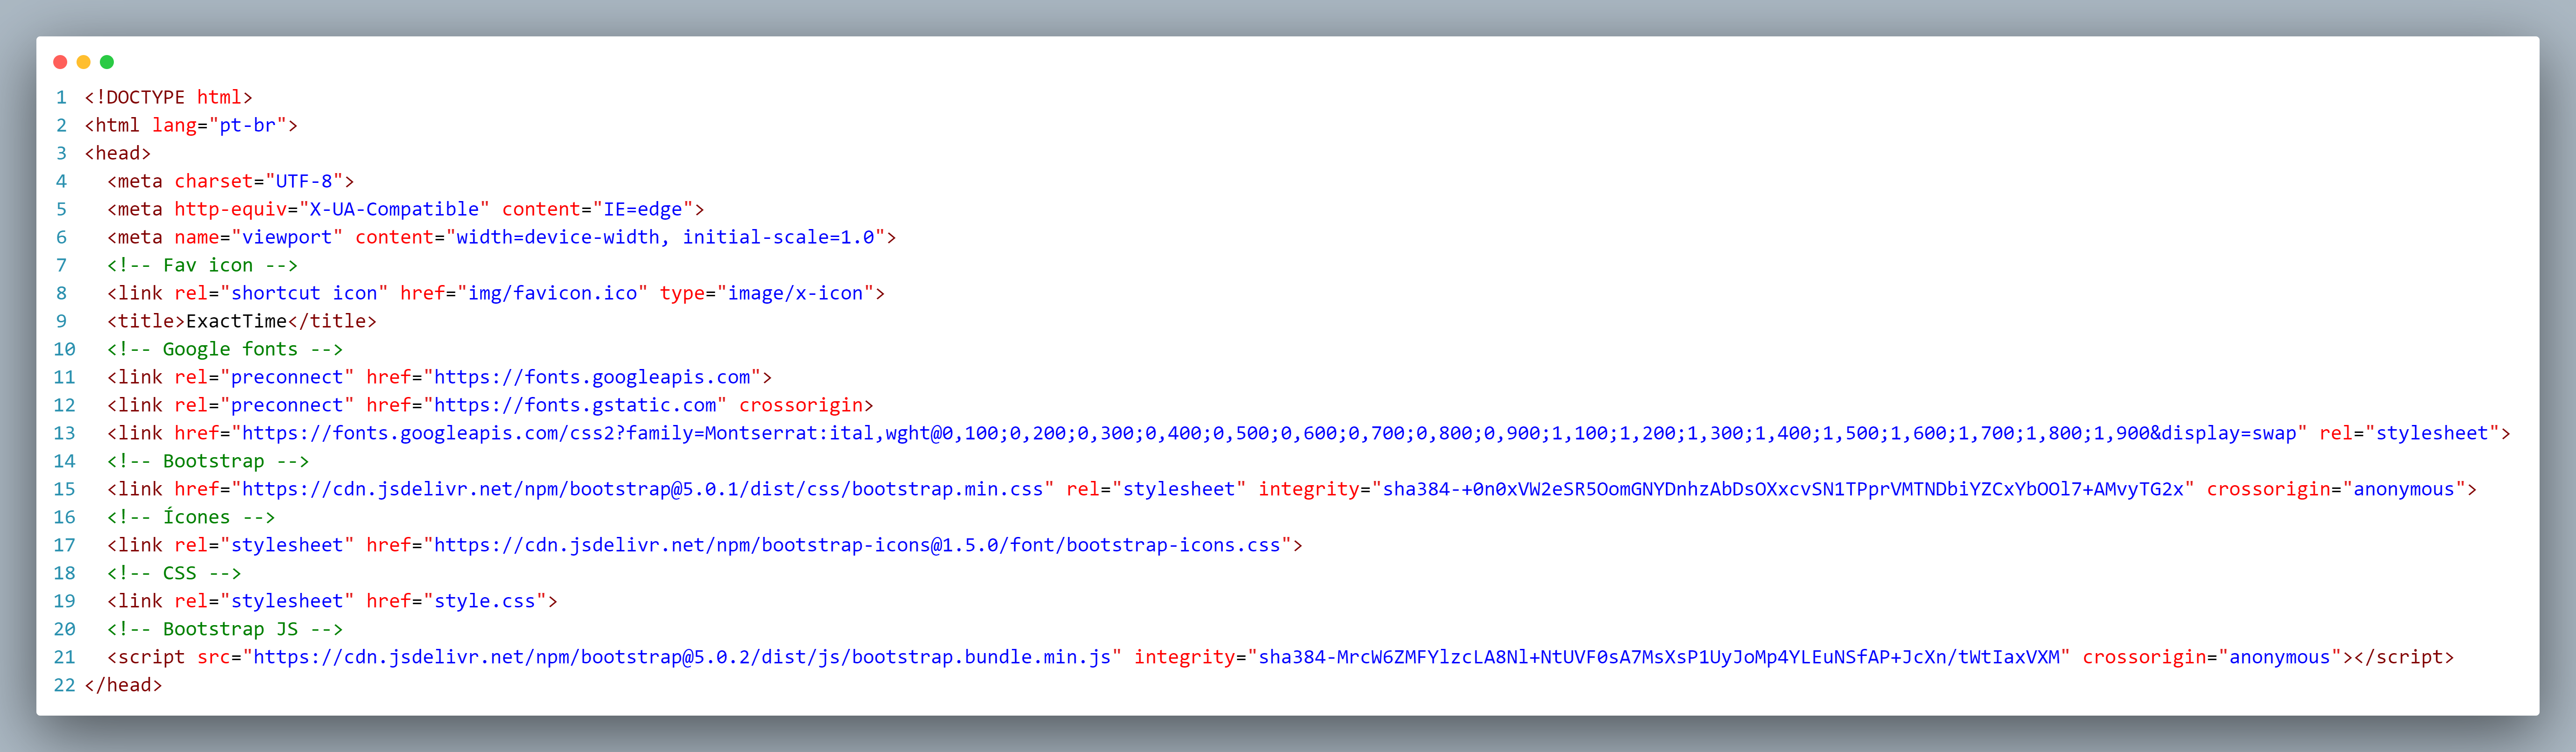 1 <!DOCTYPE html>
2 <html lang="pt-br">
3 <head>
4   <meta charset="UTF-8">
5   <meta http-equiv="X-UA-Compatible" content="IE=edge">
6   <meta name="viewport" content="width=device-width, initial-scale=1.0">
7   <!-- Fav icon -->
8   <link rel="shortcut icon" href="img/favicon.ico" type="image/x-icon">
9   <title>ExactTime</title>
10   <!-- Google fonts -->
11   <link rel="preconnect" href="https://fonts.googleapis.com">
12   <link rel="preconnect" href="https://fonts.gstatic.com" crossorigin>
13   <link href="https://fonts.googleapis.com/css2?family=Montserrat:ital,wght@0,100;0,200;0,300;0,400;0,500;0,600;0,700;0,800;0,900;1,100;1,200;1,300;1,400;1,500;1,600;1,700;1,800;1,900&display=swap" rel="stylesheet">
14   <!-- Bootstrap -->
15   <link href="https://cdn.jsdelivr.net/npm/bootstrap@5.0.1/dist/css/bootstrap.min.css" rel="stylesheet" integrity="sha384-+0n0xVW2eSR5OomGNYDnhzAbDsOXxcvSN1TPprVMTNDbiYZCxYbOOl7+AMvyTG2x" crossorigin="anonymous">
16   <!-- Ícones -->
17   <link rel="stylesheet" href="https://cdn.jsdelivr.net/npm/bootstrap-icons@1.5.0/font/bootstrap-icons.css">
18   <!-- CSS -->
19   <link rel="stylesheet" href="style.css">
20   <!-- Bootstrap JS -->
21   <script src="https://cdn.jsdelivr.net/npm/bootstrap@5.0.2/dist/js/bootstrap.bundle.min.js" integrity="sha384-MrcW6ZMFYlzcLA8Nl+NtUVF0sA7MsXsP1UyJoMp4YLEuNSfAP+JcXn/tWtIaxVXM" crossorigin="anonymous"></script>
22 </head>